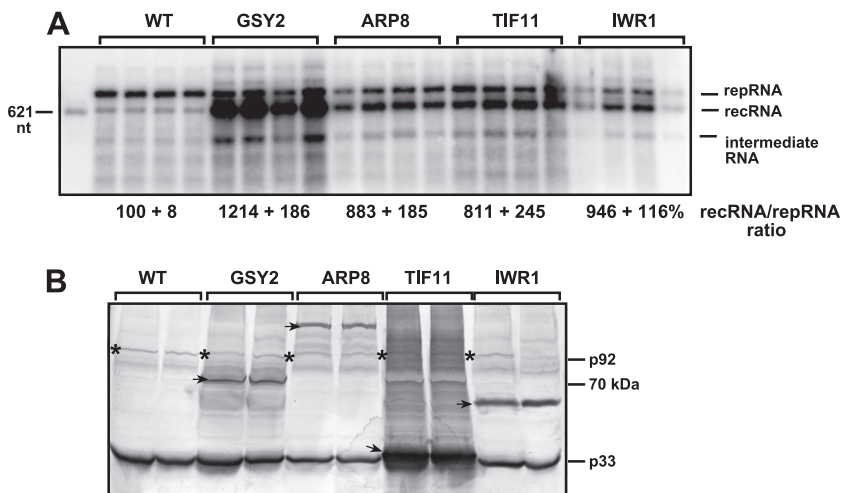 A
WT GSY2 ARP8 TIF11 IWR1
621 nt
repRNA
recRNA
intermediate RNA
100 + 8 1214 + 186 883 + 185 811 + 245 946 + 116% recRNA/repRNA ratio
B
WT GSY2 ARP8 TIF11 IWR1
* * * * *
p92
70 kDa
p33